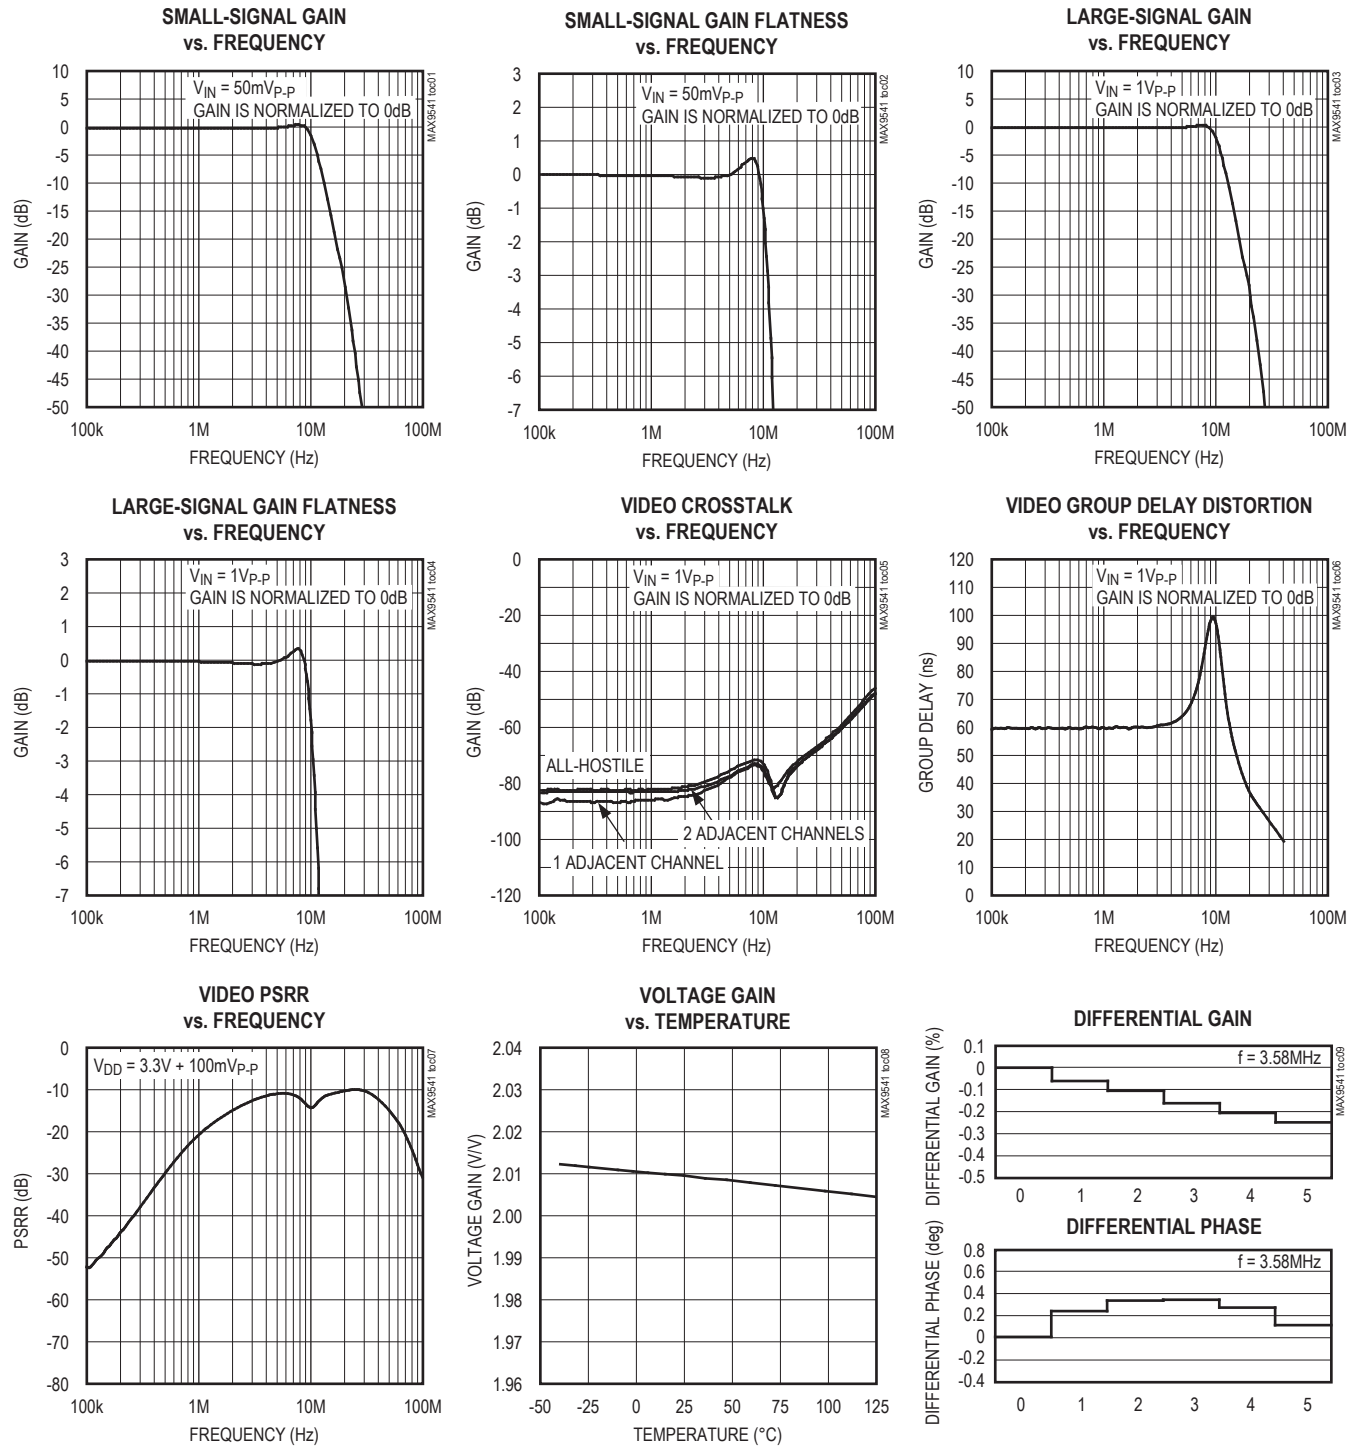 SMALL-SIGNAL GAIN
vs. FREQUENCY
VIN = 50mVP-P
GAIN IS NORMALIZED TO 0dB
MAX9541 toc01
GAIN (dB)
10
5
0
-5
-10
-15
-20
-25
-30
-35
-40
-45
-50
100k 1M 10M 100M
FREQUENCY (Hz)
SMALL-SIGNAL GAIN FLATNESS
vs. FREQUENCY
VIN = 50mVP-P
GAIN IS NORMALIZED TO 0dB
MAX9541 toc02
GAIN (dB)
3
2
1
0
-1
-2
-3
-4
-5
-6
-7
100k 1M 10M 100M
FREQUENCY (Hz)
LARGE-SIGNAL GAIN
vs. FREQUENCY
VIN = 1VP-P
GAIN IS NORMALIZED TO 0dB
MAX9541 toc03
GAIN (dB)
10
5
0
-5
-10
-15
-20
-25
-30
-35
-40
-45
-50
100k 1M 10M 100M
FREQUENCY (Hz)
LARGE-SIGNAL GAIN FLATNESS
vs. FREQUENCY
VIN = 1VP-P
GAIN IS NORMALIZED TO 0dB
MAX9541 toc04
GAIN (dB)
3
2
1
0
-1
-2
-3
-4
-5
-6
-7
100k 1M 10M 100M
FREQUENCY (Hz)
VIDEO CROSSTALK
vs. FREQUENCY
VIN = 1VP-P
GAIN IS NORMALIZED TO 0dB
MAX9541 toc05
GAIN (dB)
0
-20
-40
-60
-80
-100
-120
ALL-HOSTILE
2 ADJACENT CHANNELS
1 ADJACENT CHANNEL
100k 1M 10M 100M
FREQUENCY (Hz)
VIDEO GROUP DELAY DISTORTION
vs. FREQUENCY
VIN = 1VP-P
GAIN IS NORMALIZED TO 0dB
MAX9541 toc06
GROUP DELAY (ns)
120
110
100
90
80
70
60
50
40
30
20
10
0
100k 1M 10M 100M
FREQUENCY (Hz)
VIDEO PSRR
vs. FREQUENCY
VDD = 3.3V + 100mVP-P
MAX9541 toc07
PSRR (dB)
0
-10
-20
-30
-40
-50
-60
-70
-80
100k 1M 10M 100M
FREQUENCY (Hz)
VOLTAGE GAIN
vs. TEMPERATURE
MAX9541 toc08
VOLTAGE GAIN (V/V)
2.04
2.03
2.02
2.01
2.00
1.99
1.98
1.97
1.96
-50 -25 0 25 50 75 100 125
TEMPERATURE (°C)
DIFFERENTIAL GAIN
f = 3.58MHz
MAX9541 toc09
DIFFERENTIAL GAIN (%)
0.1
0
-0.1
-0.2
-0.3
-0.4
-0.5
0 1 2 3 4 5
DIFFERENTIAL PHASE
f = 3.58MHz
DIFFERENTIAL PHASE (deg)
0.8
0.6
0.4
0.2
0
-0.2
-0.4
0 1 2 3 4 5